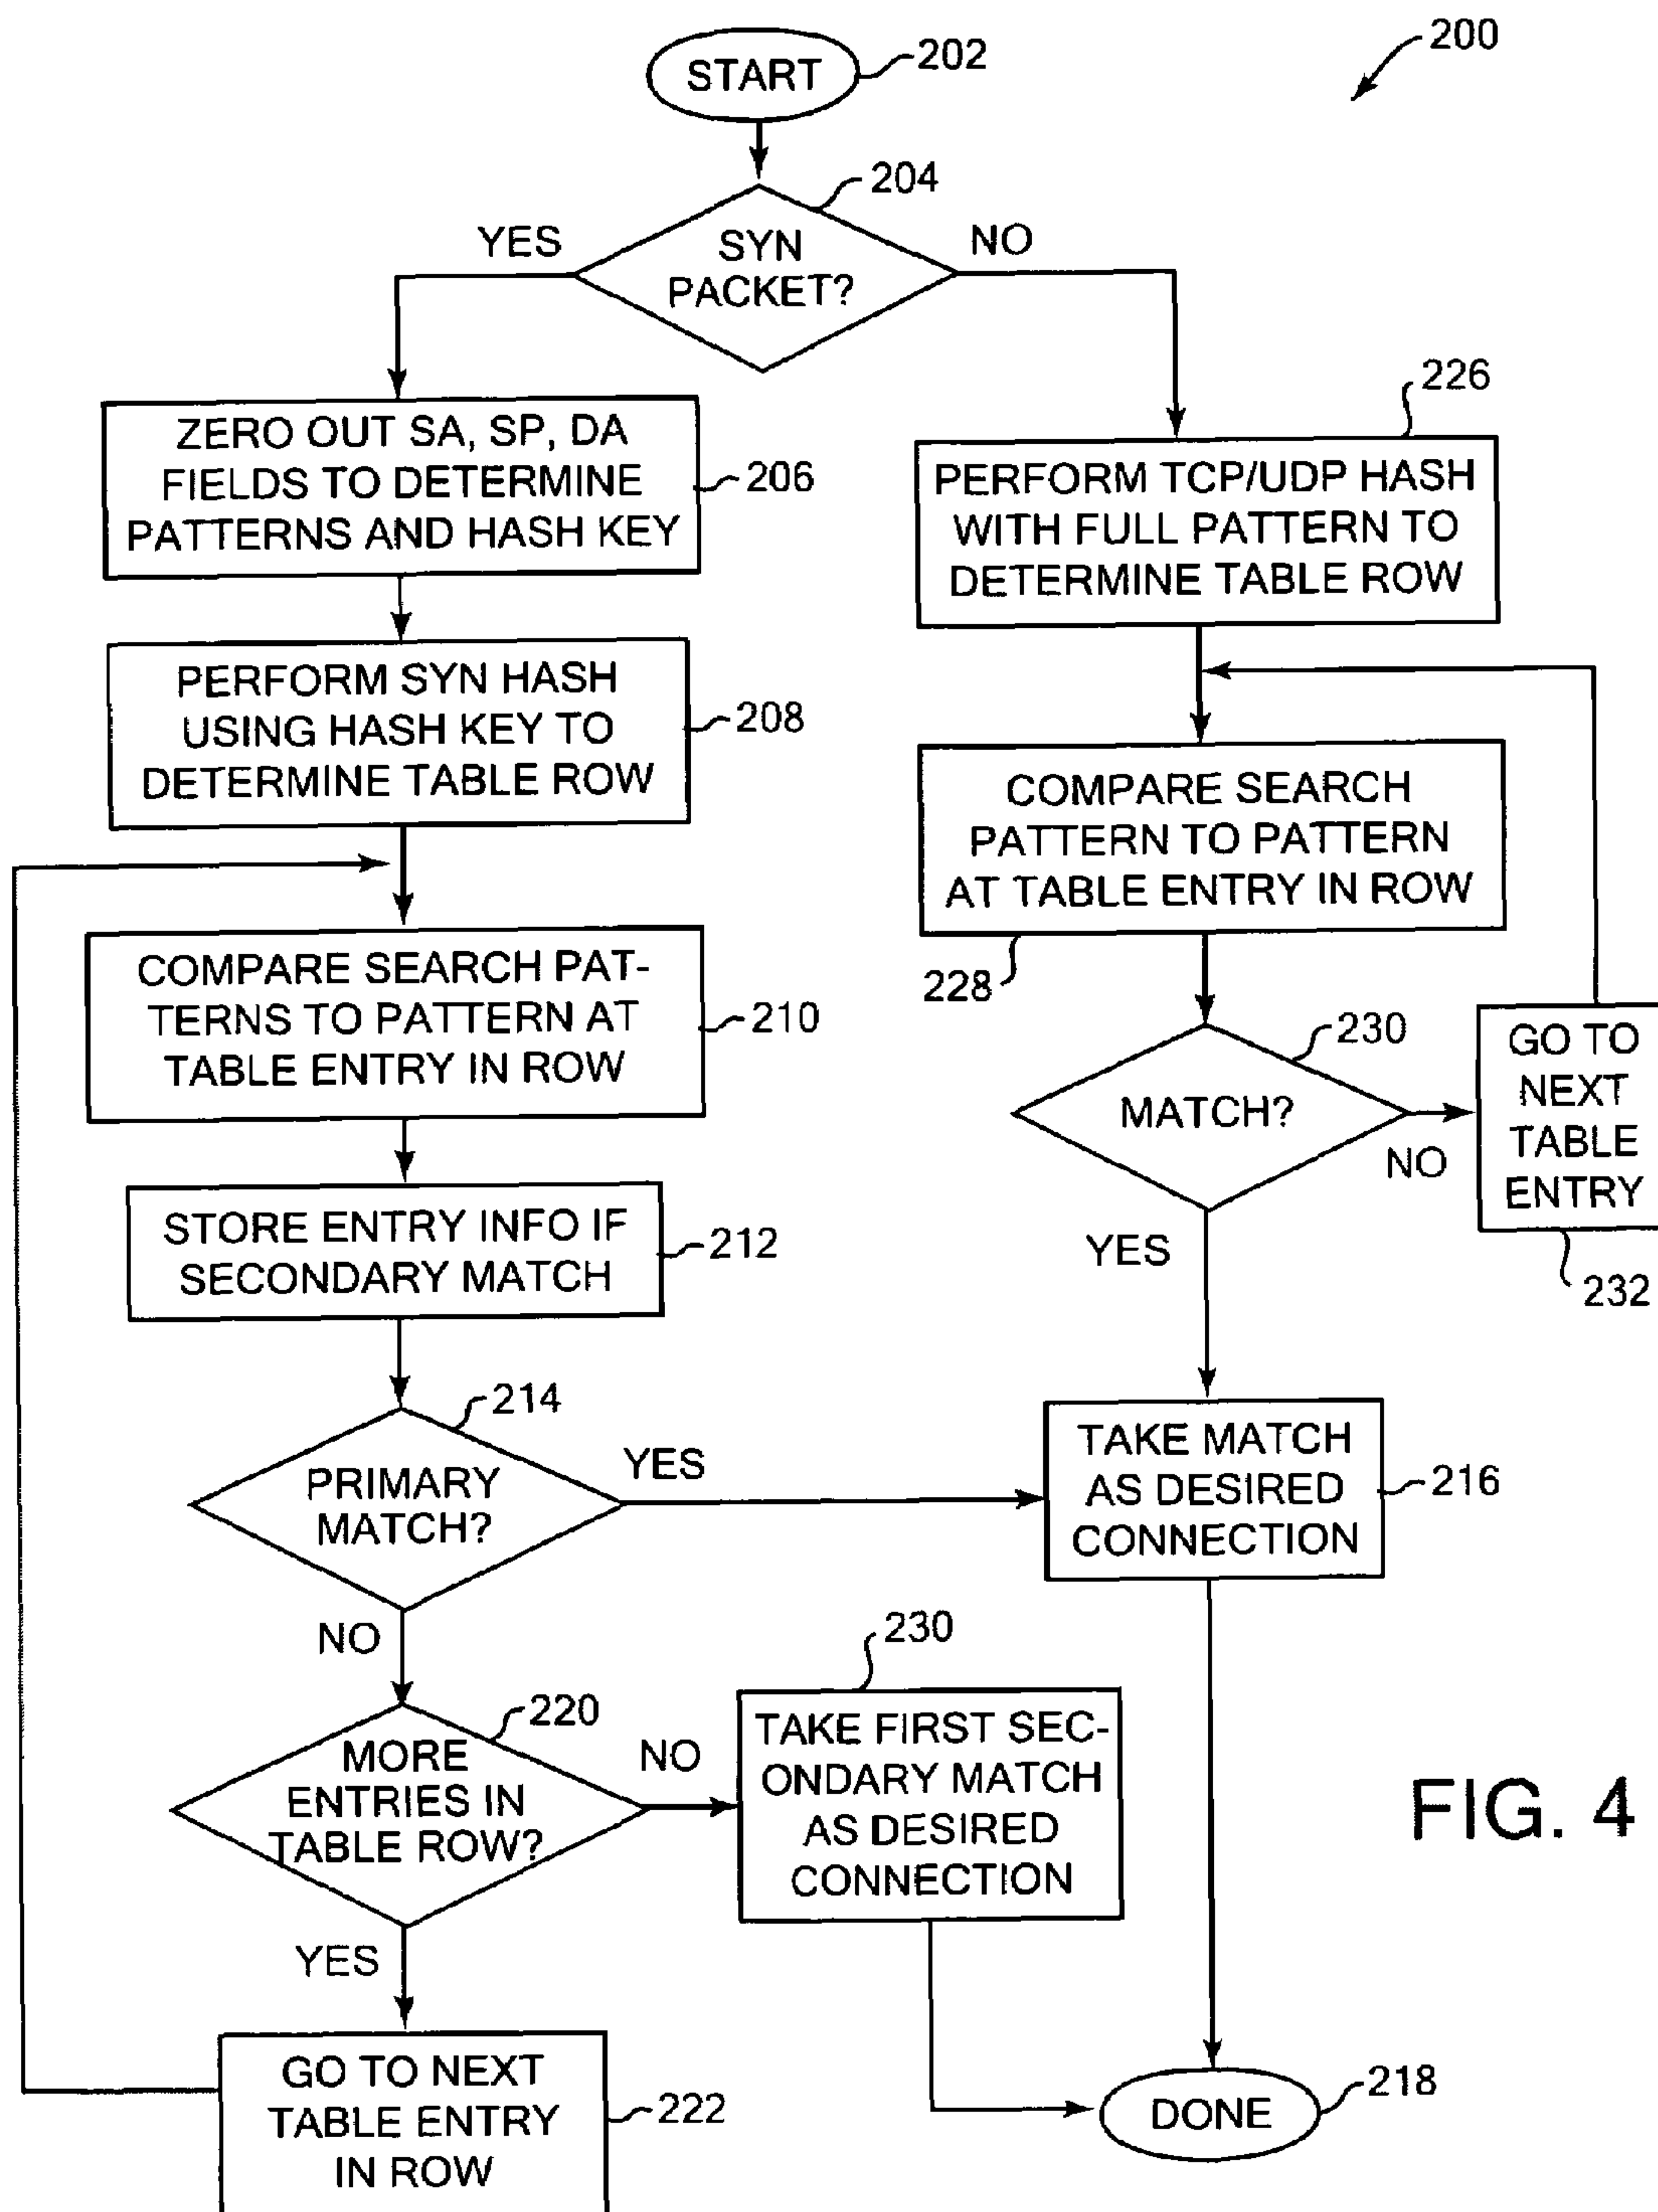 200
START
202
204
SYN
PACKET?
YES
NO
ZERO OUT SA, SP, DA
FIELDS TO DETERMINE
PATTERNS AND HASH KEY
206
226
PERFORM TCP/UDP HASH
WITH FULL PATTERN TO
DETERMINE TABLE ROW
PERFORM SYN HASH
USING HASH KEY TO
DETERMINE TABLE ROW
208
COMPARE SEARCH
PATTERN TO PATTERN
AT TABLE ENTRY IN ROW
228
COMPARE SEARCH PAT-
TERNS TO PATTERN AT
TABLE ENTRY IN ROW
210
230
MATCH?
NO
YES
GO TO
NEXT
TABLE
ENTRY
232
STORE ENTRY INFO IF
SECONDARY MATCH
212
214
PRIMARY
MATCH?
YES
NO
TAKE MATCH
AS DESIRED
CONNECTION
216
220
MORE
ENTRIES IN
TABLE ROW?
NO
YES
230
TAKE FIRST SEC-
ONDARY MATCH
AS DESIRED
CONNECTION
FIG. 4
GO TO NEXT
TABLE ENTRY
IN ROW
222
DONE
218